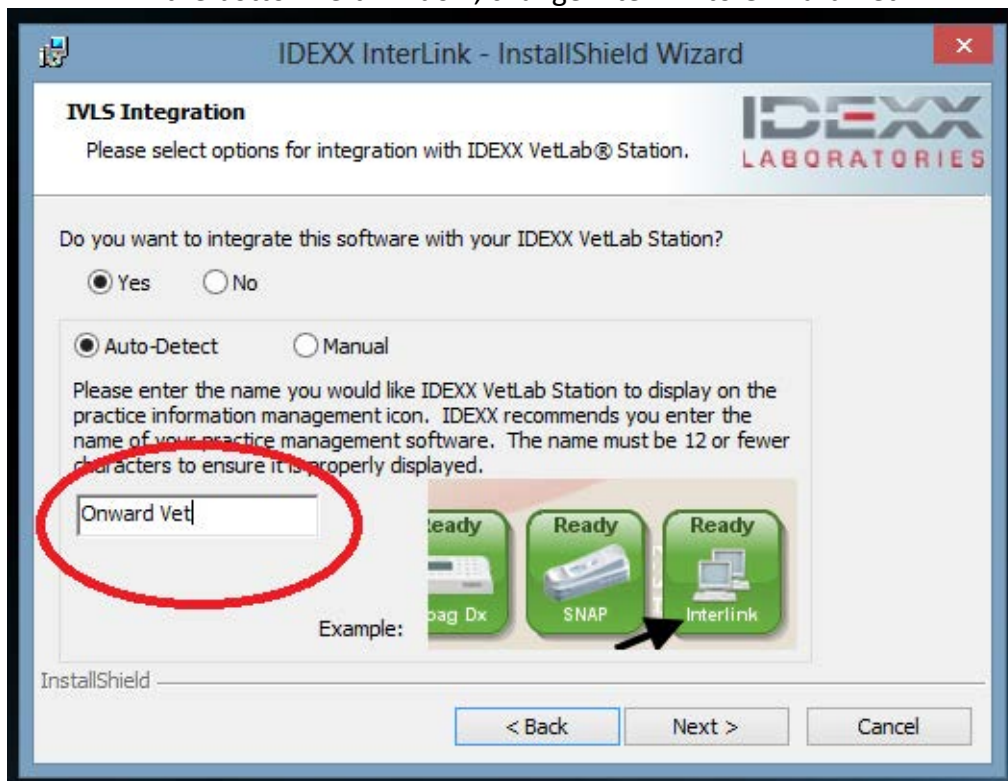 IDEXX InterLink - InstallShield Wizard
IVLS Integration
Please select options for integration with IDEXX VetLab® Station.
IDEXX
LABORATORIES
Do you want to integrate this software with your IDEXX VetLab Station?
Yes No
Auto-Detect Manual
Please enter the name you would like IDEXX VetLab Station to display on the
practice information management icon. IDEXX recommends you enter the
name of your practice management software. The name must be 12 or fewer
characters to ensure it is properly displayed.
Onward Vet
Ready Ready
Dx SNAP Interlink
Example:
InstallShield
< Back Next > Cancel